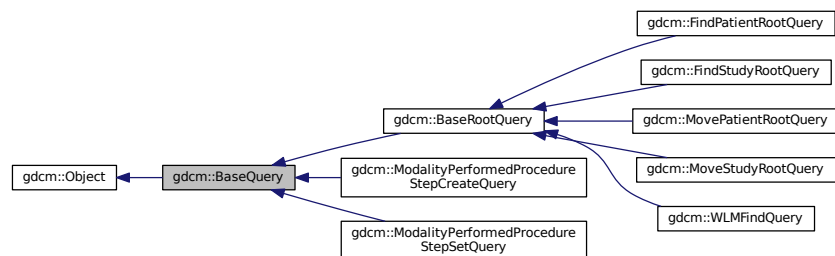 gdcm::Object
gdcm::BaseQuery
gdcm::BaseRootQuery
gdcm::ModalityPerformedProcedure
StepCreateQuery
gdcm::ModalityPerformedProcedure
StepSetQuery
gdcm::FindPatientRootQuery
gdcm::FindStudyRootQuery
gdcm::MovePatientRootQuery
gdcm::MoveStudyRootQuery
gdcm::WLMFindQuery